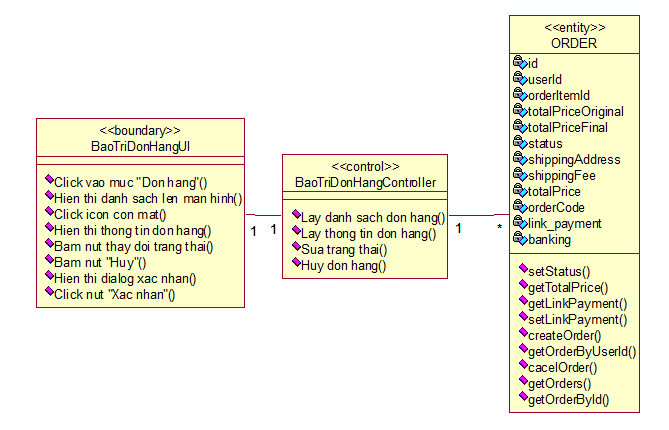 <<boundary>>
BaoTriDonHangUI
Click vao muc "Don hang"()
Hien thi danh sach len man hinh()
Click icon con mat()
Hien thi thong tin don hang()
Bam nut thay doi trang thai()
Bam nut "Huy"()
Hien thi dialog xac nhan()
Click nut "Xac nhan"()
1
1
<<control>>
BaoTriDonHangController
Lay danh sach don hang()
Lay thong tin don hang()
Sua trang thai()
Huy don hang()
1
*
<<entity>>
ORDER
id
userId
orderItemId
totalPriceOriginal
totalPriceFinal
status
shippingAddress
shippingFee
totalPrice
orderCode
link_payment
banking
setStatus()
getTotalPrice()
getLinkPayment()
setLinkPayment()
createOrder()
getOrderByUserId()
cacelOrder()
getOrders()
getOrderById()